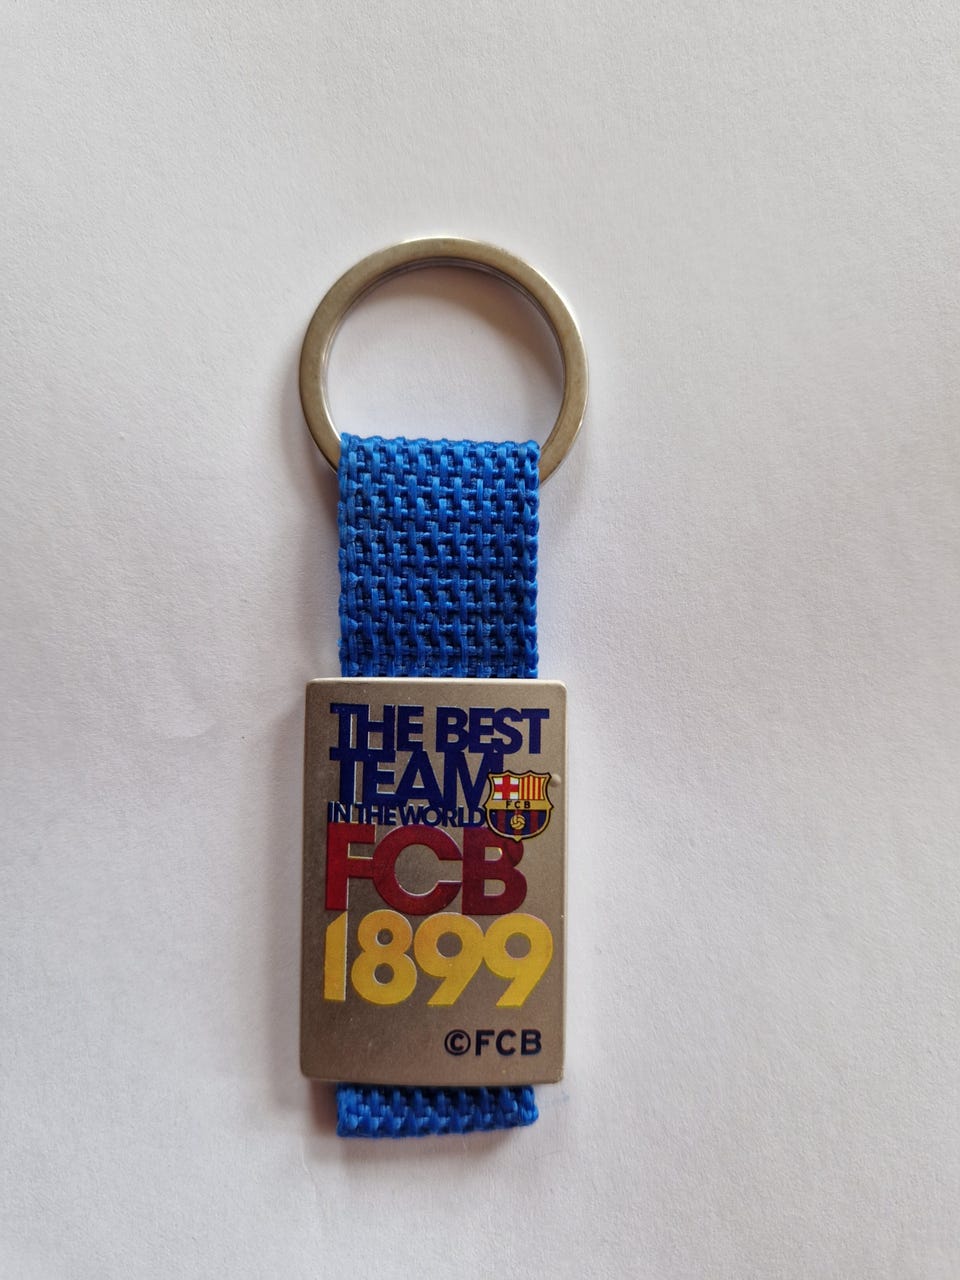 THE BEST
TEAM
IN THE WORLD
FCB
FCB
1899
©FCB